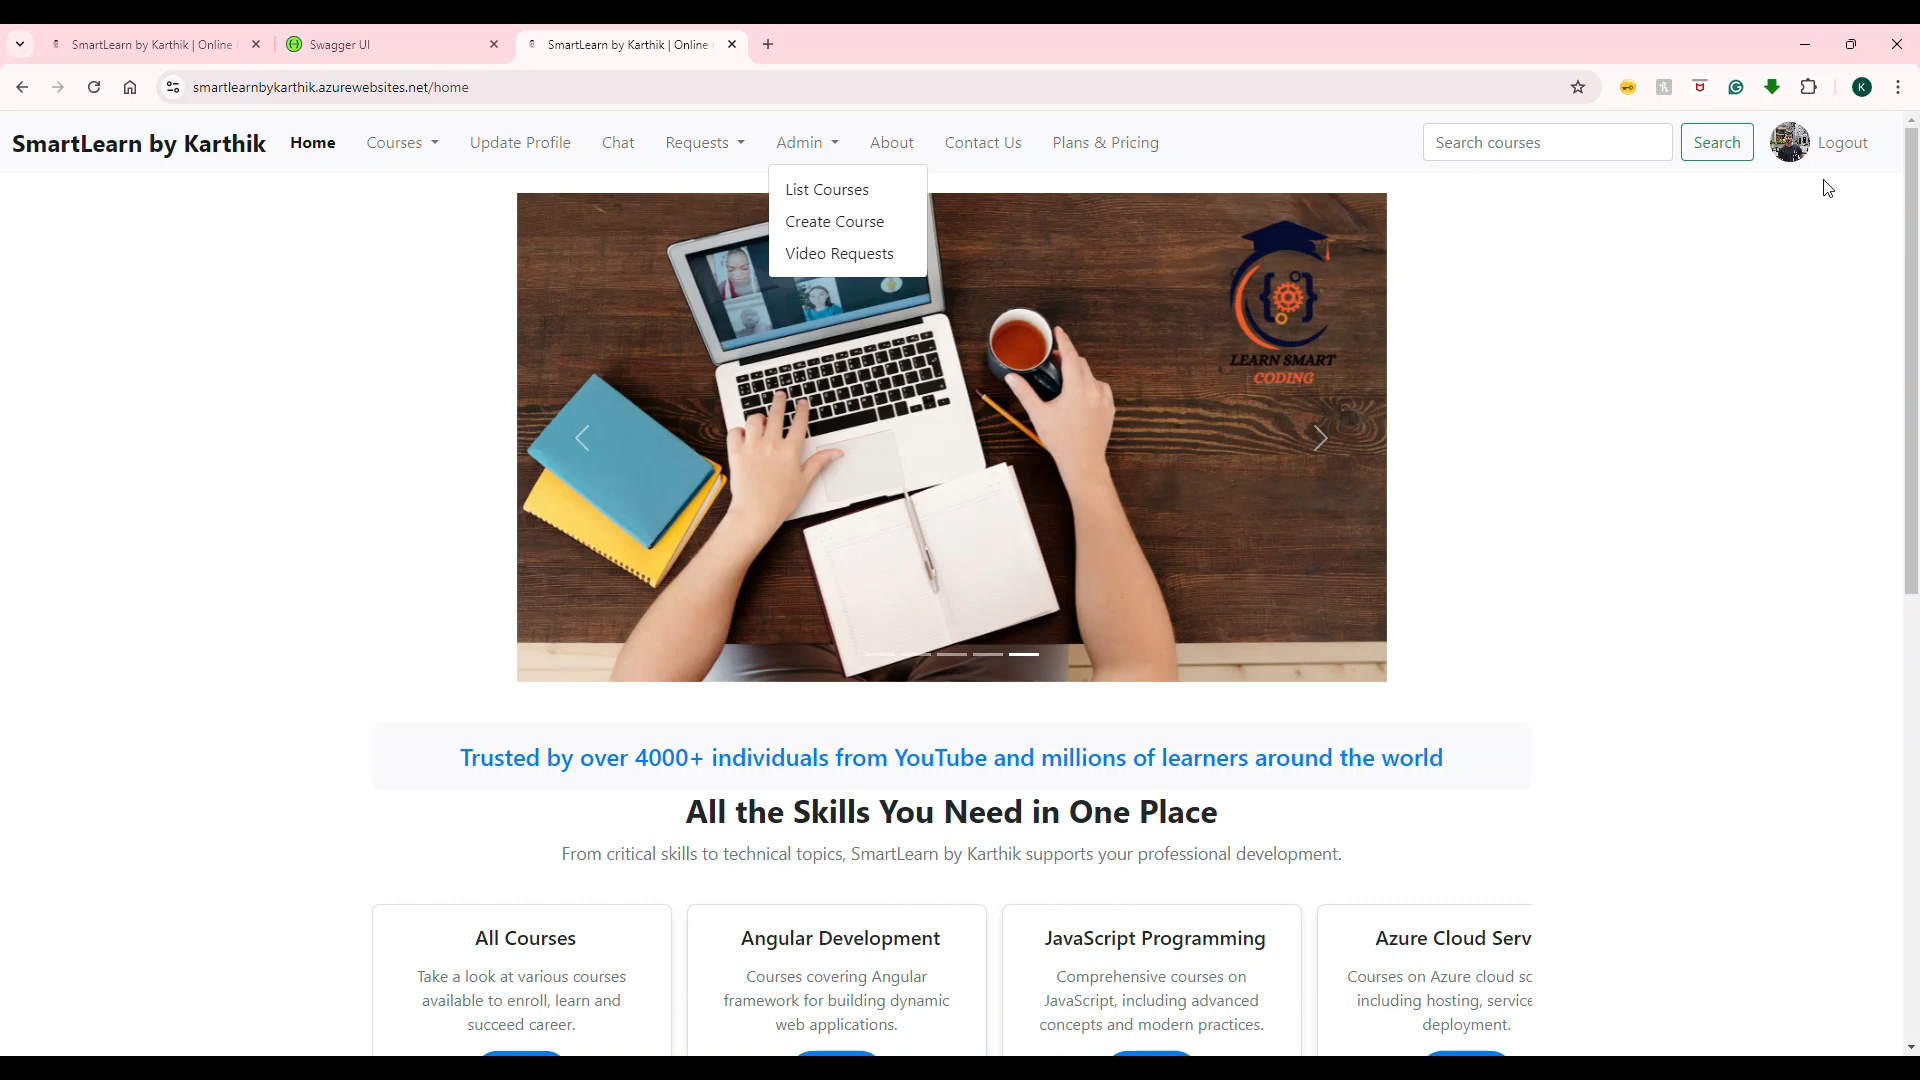 SmartLearn by Karthik | Online
Swagger UI
SmartLearn by Karthik | Online
smartlearnbykarthik.azurewebsites.net/home
K
SmartLearn by Karthik
Home
Courses
Update Profile
Chat
Requests
Admin
About
Contact Us
Plans & Pricing
Search courses
Search
Logout
List Courses
Create Course
Video Requests
LEARN SMART
CODING
Trusted by over 4000+ individuals from YouTube and millions of learners around the world
All the Skills You Need in One Place
From critical skills to technical topics, SmartLearn by Karthik supports your professional development.
All Courses
Take a look at various courses
available to enroll, learn and
succeed career.
Angular Development
Courses covering Angular
framework for building dynamic
web applications.
JavaScript Programming
Comprehensive courses on
JavaScript, including advanced
concepts and modern practices.
Azure Cloud Serv
Courses on Azure cloud sc
including hosting, service
deployment.